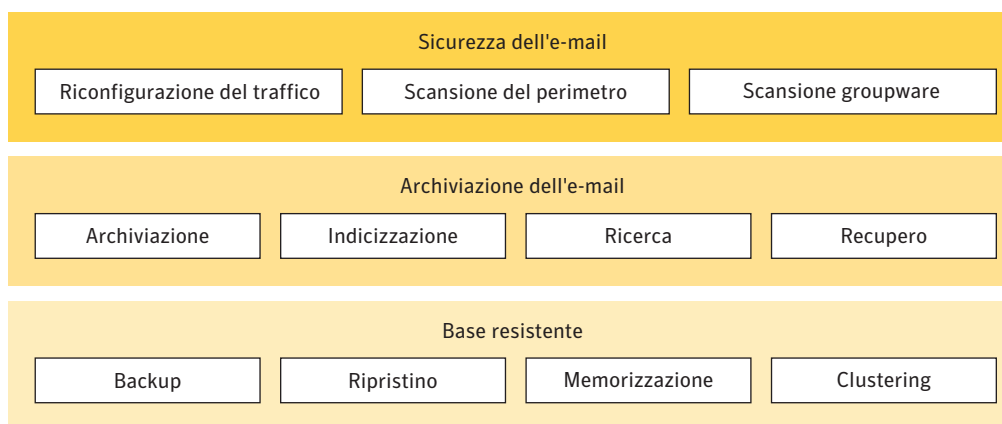 Sicurezza dell'e-mail
Riconfigurazione del traffico
Scansione del perimetro
Scansione groupware
Archiviazione dell'e-mail
Archiviazione
Indicizzazione
Ricerca
Recupero
Base resistente
Backup
Ripristino
Memorizzazione
Clustering